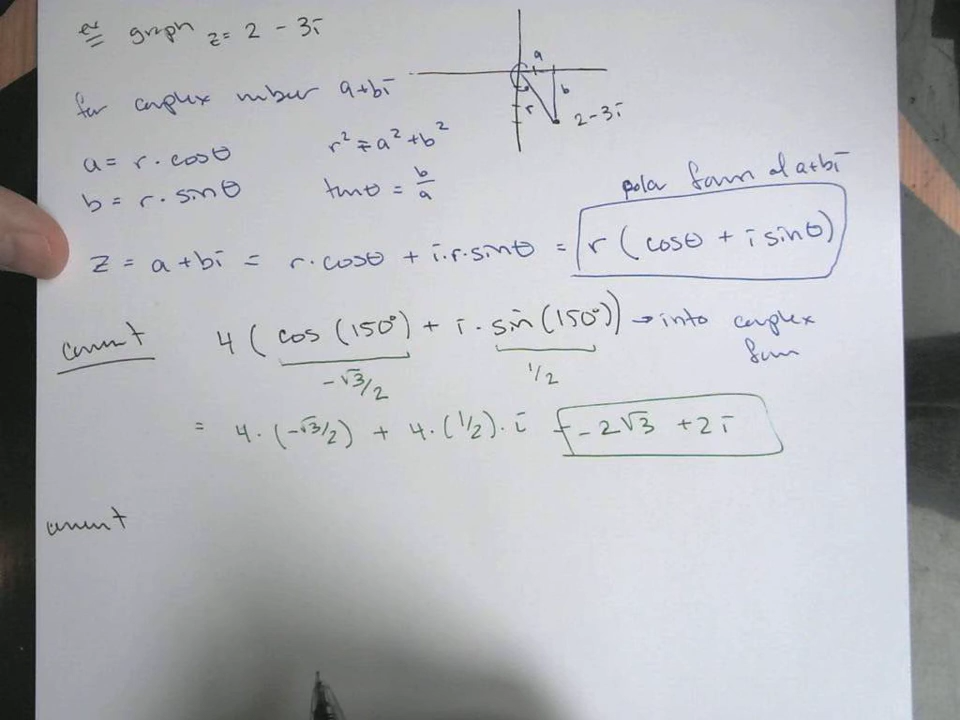 ex graph z = 2 - 3i
a
b
r
2-3i
for complex number a+bi
a = r · cosθ r² = a² + b²
b = r · sinθ tanθ = b/a
polar form of a+bi
z = a + bi = r · cosθ + i · r · sinθ = r ( cosθ + i sinθ )
convert 4 ( cos (150°) + i · sin (150°) ) → into complex form
-√3/2 1/2
= 4 · (-√3/2) + 4 · (1/2) · i = -2√3 + 2i
convert